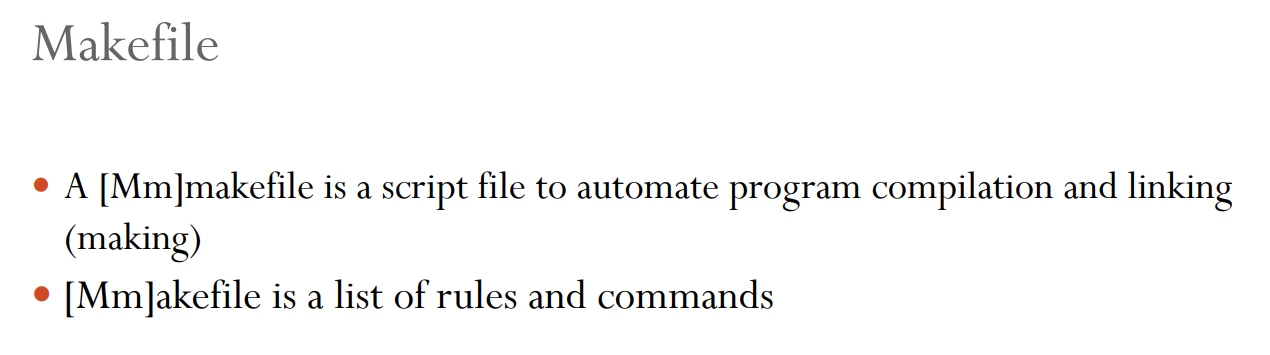 Makefile
• A [Mm]makefile is a script file to automate program compilation and linking
(making)
• [Mm]akefile is a list of rules and commands